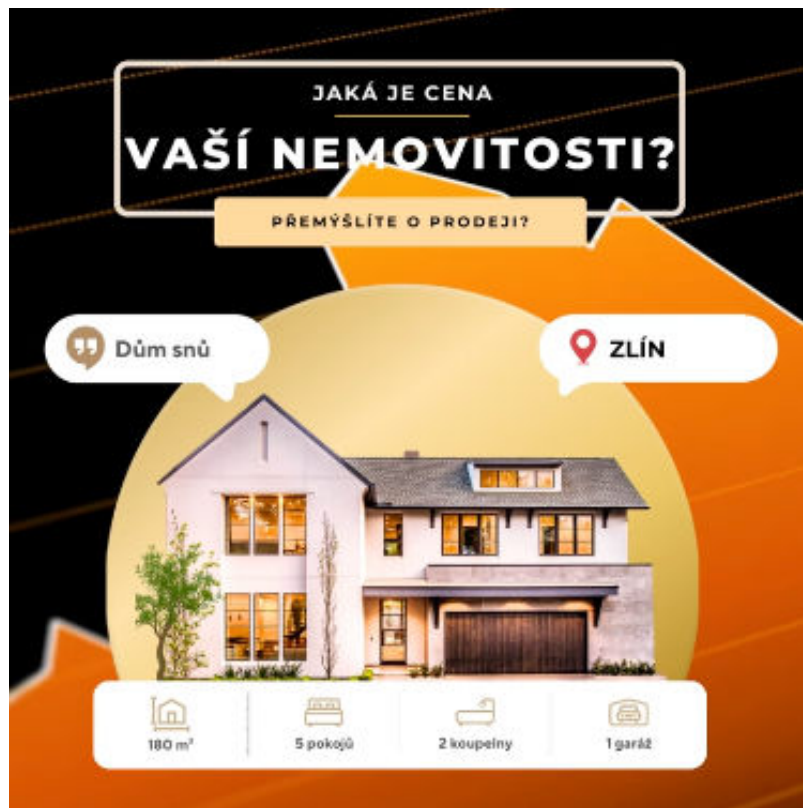 JAKÁ JE CENA
VAŠÍ NEMOVITOSTI?
PŘEMÝŠLÍTE O PRODEJI?
Dům snů
ZLÍN
180 m²
5 pokojů
2 koupelny
1 garáž